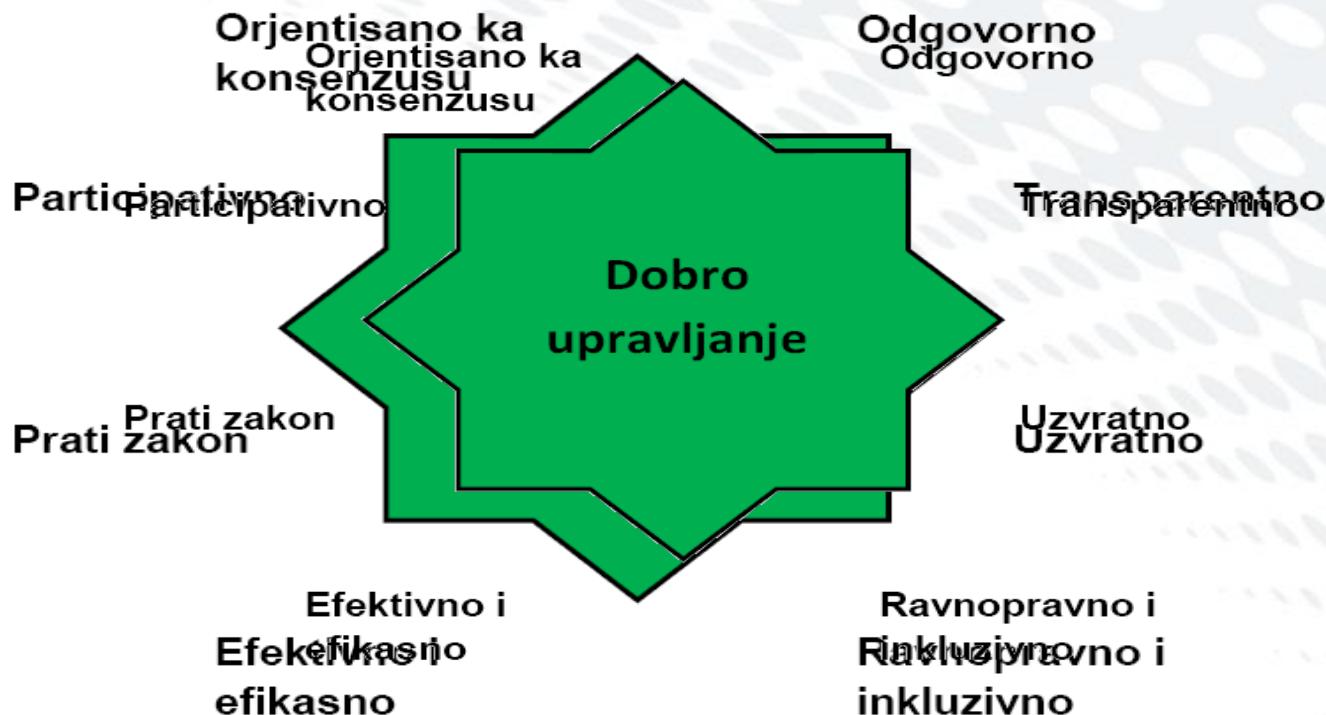 Orjentisano ka
konsenzusu
Orjentisano ka
konsenzusu
Odgovorno
Odgovorno
Participativno
Participativno
Transparentno
Transparentno
Dobro
upravljanje
Prati zakon
Prati zakon
Uzvratno
Uzvratno
Efektivno i
efikasno
Efektivno i
efikasno
Ravnopravno i
inkluzivno
Ravnopravno i
inkluzivno